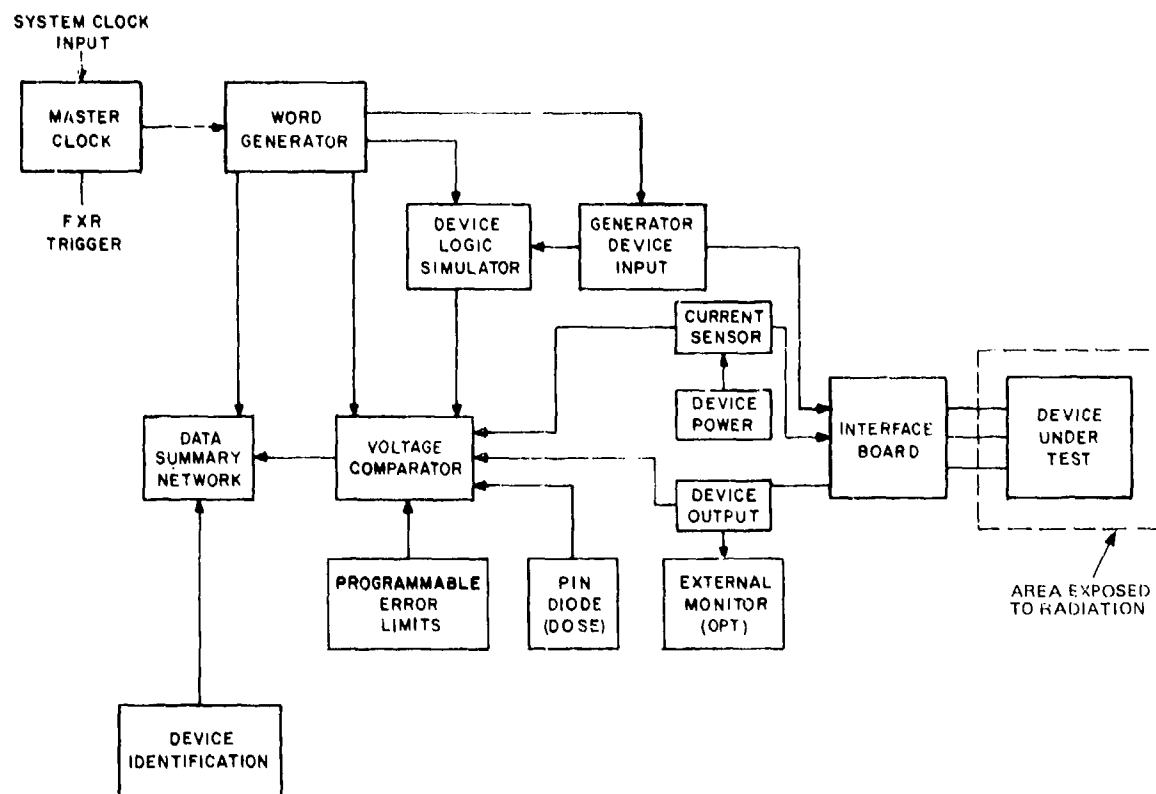 SYSTEM CLOCK
INPUT
MASTER
CLOCK
WORD
GENERATOR
FXR
TRIGGER
DEVICE
LOGIC
SIMULATOR
GENERATOR
DEVICE
INPUT
CURRENT
SENSOR
DEVICE
POWER
INTERFACE
BOARD
DEVICE
UNDER
TEST
DATA
SUMMARY
NETWORK
VOLTAGE
COMPARATOR
DEVICE
OUTPUT
PROGRAMMABLE
ERROR
LIMITS
PIN
DIODE
(DOSE)
EXTERNAL
MONITOR
(OPT)
AREA EXPOSED
TO RADIATION
DEVICE
IDENTIFICATION